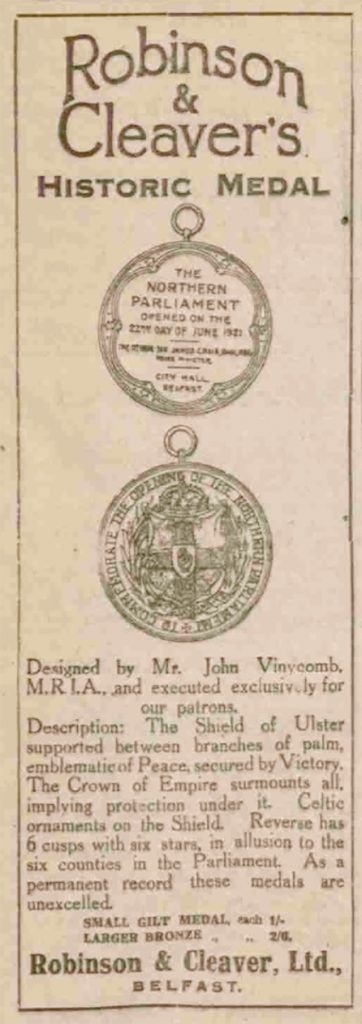 Robinson
&
Cleaver's
HISTORIC MEDAL
THE
NORTHERN
PARLIAMENT
OPENED ON THE
22ND DAY OF JUNE 1921
CITY HALL
BELFAST
TO COMMEMORATE THE OPENING OF THE NORTHERN PARLIAMENT
Designed by Mr. John Vinycomb,
M.R.I.A., and executed exclusively for
our patrons.
Description: The Shield of Ulster
supported between branches of palm,
emblematic of Peace, secured by Victory.
The Crown of Empire surmounts all,
implying protection under it. Celtic
ornaments on the Shield. Reverse has
6 cusps with six stars, in allusion to the
six counties in the Parliament. As a
permanent record these medals are
unexcelled.
SMALL GILT MEDAL, each 1/-
LARGER BRONZE „ „ 2/6,
Robinson & Cleaver, Ltd.,
BELFAST.